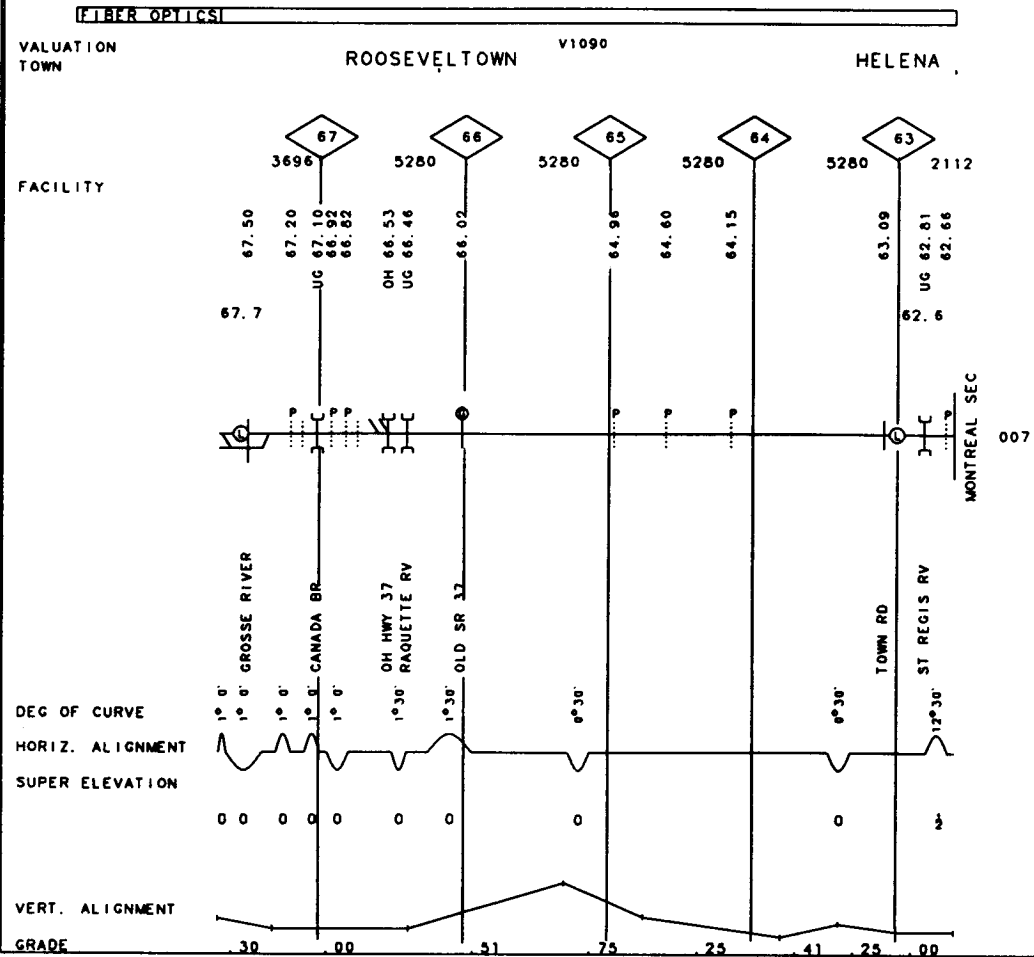 FIBER OPTICS
VALUATION V1090
TOWN ROOSEVELTOWN HELENA
67 66 65 64 63
3696 5280 5280 5280 5280 2112
FACILITY
67.50 67.20 UG 67.10 66.92 66.82 OH 66.53 UG 66.46 66.02 64.96 64.60 64.15 63.09 UG 62.81 62.66
67.7 62.6
P P P P P P P
L L
MONTREAL SEC
007
GROSSE RIVER CANADA BR OH HWY 37 RAQUETTE RV OLD SR 37 TOWN RD ST REGIS RV
DEG OF CURVE 1° 0' 1° 0' 1° 0' 1° 0' 1° 0' 1° 30' 1° 30' 0° 30' 0° 30' 12° 30'
HORIZ. ALIGNMENT
SUPER ELEVATION
0 0 0 0 0 0 0 0 0 ½
VERT. ALIGNMENT
GRADE .30 .00 .51 .75 .25 .41 .25 .00